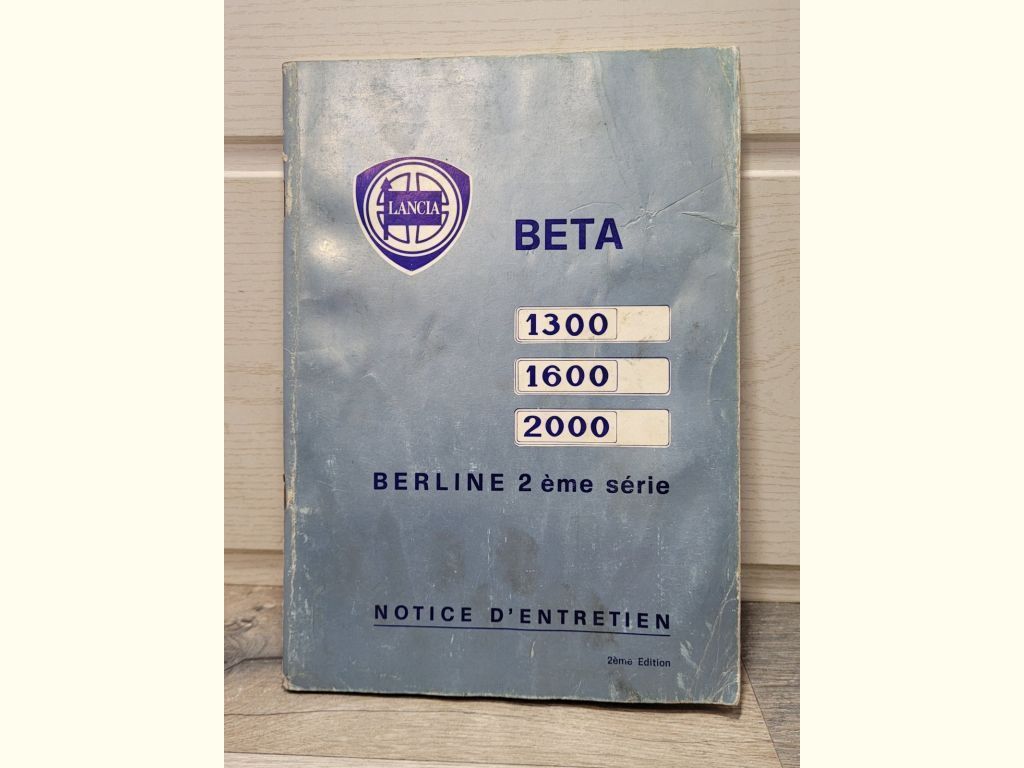 LANCIA
BETA
1300
1600
2000
BERLINE 2 ème série
NOTICE D'ENTRETIEN
2ème Edition